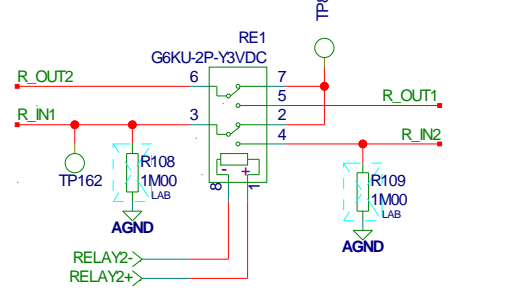 RE1
G6KU-2P-Y3VDC
R_OUT2
6
7
5
R_OUT1
R_IN1
3
2
4
R_IN2
R108
1M00
LAB
TP162
- +
8
1
R109
1M00
LAB
AGND
AGND
RELAY2-
RELAY2+